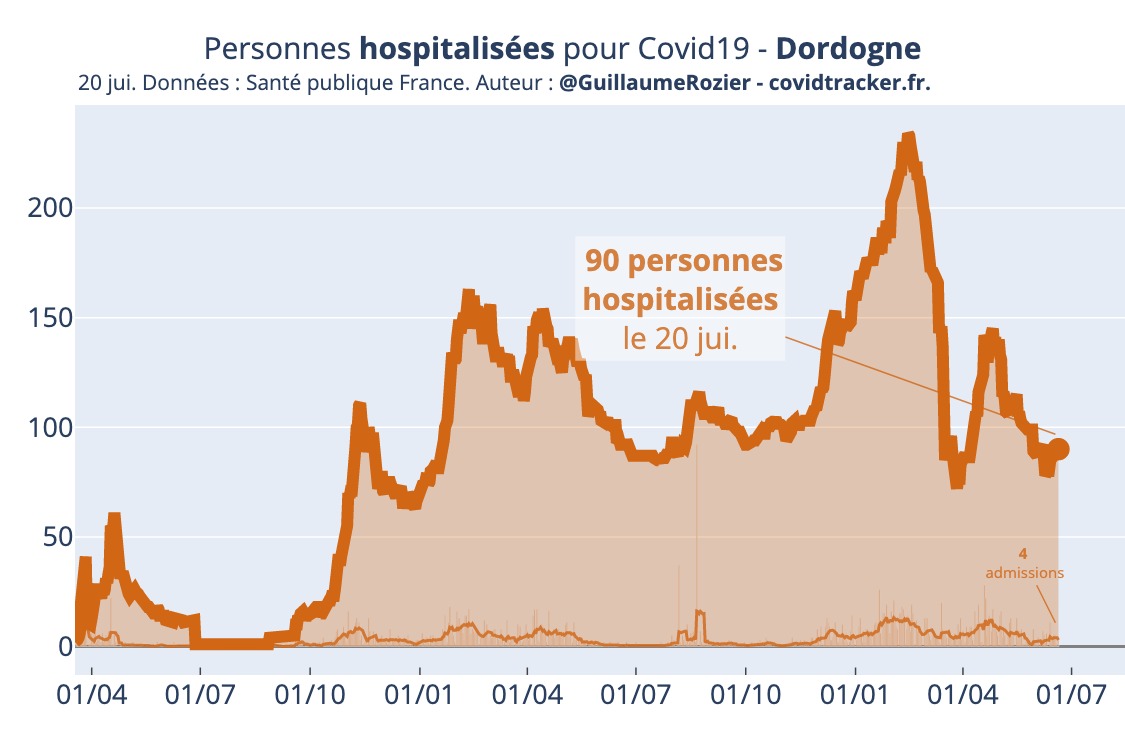 Personnes hospitalisées pour Covid19 - Dordogne
20 jui. Données : Santé publique France. Auteur : @GuillaumeRozier - covidtracker.fr.
200
90 personnes
hospitalisées
150
le 20 jui.
100
50
4
admissions
0
01/04 01/07 01/10 01/01 01/04 01/07 01/10 01/01 01/04 01/07